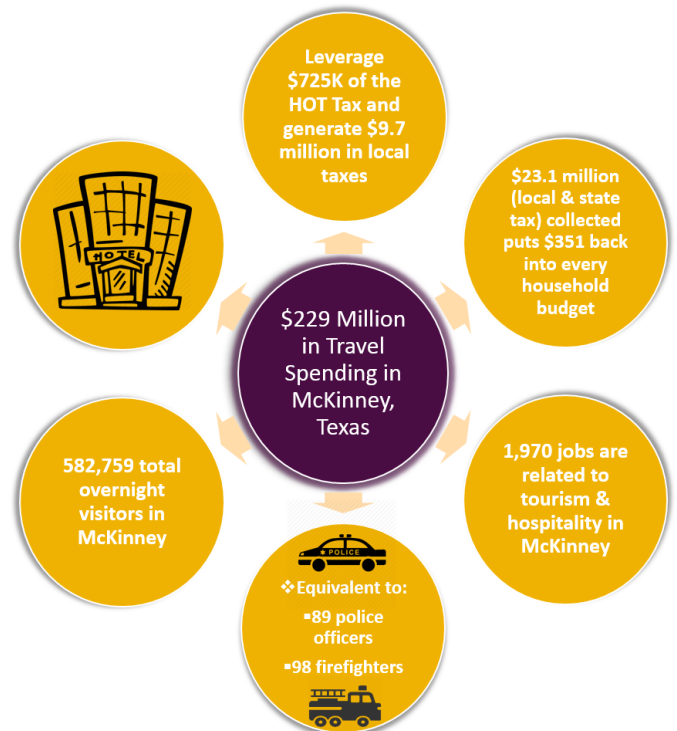 Leverage
$725K of the
HOT Tax and
generate $9.7
million in local
taxes
$23.1 million
(local & state
tax) collected
puts $351 back
into every
household
budget
HOTEL
$229 Million
in Travel
Spending in
McKinney,
Texas
582,759 total
overnight
visitors in
McKinney
1,970 jobs are
related to
tourism &
hospitality in
McKinney
POLICE
❖Equivalent to:
▪89 police
officers
▪98 firefighters